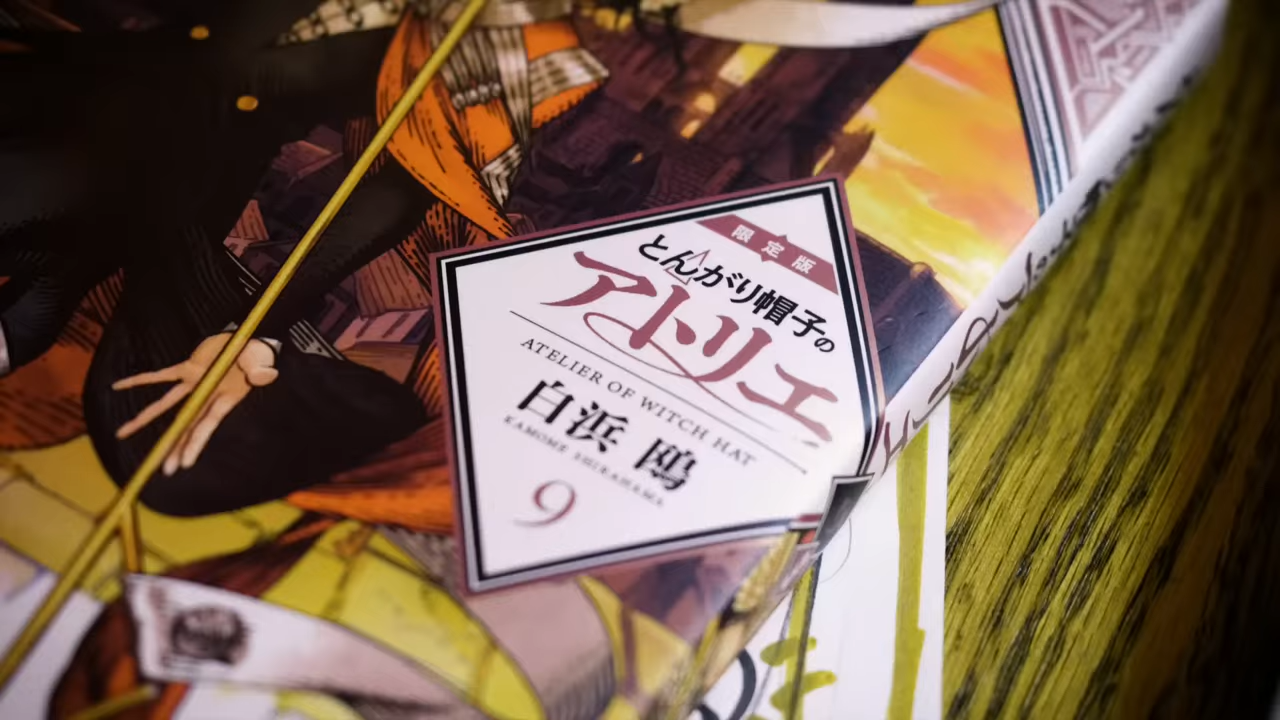 限定版
とんがり帽子の
アトリエ
ATELIER OF WITCH HAT
白浜 鴎
KAMOME SHIRAHAMA
9